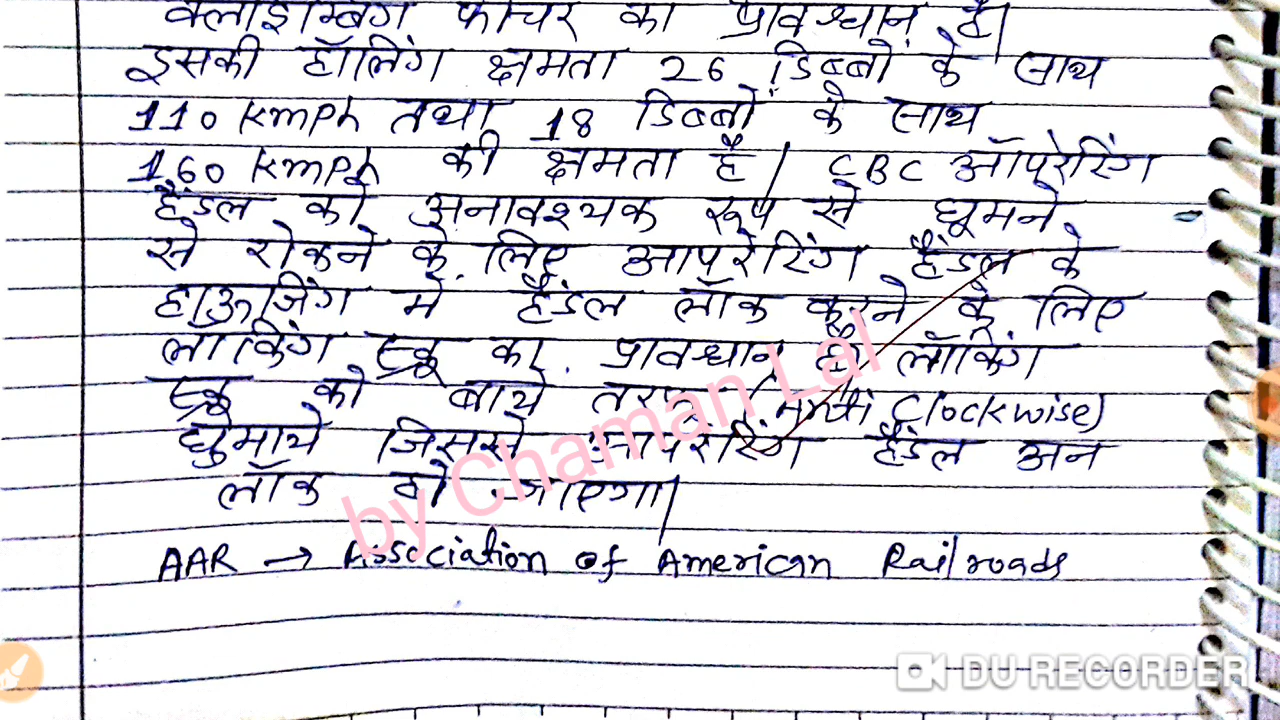 क्लाइम्बिंग फीचर का प्रावधान है।
इसकी हॉलिंग क्षमता 26 डिब्बो के साथ
110 kmph तथा 18 डिब्बों के साथ
160 kmph की क्षमता है। CBC ऑपरेरिंग
हैंडल को अनावश्यक रूप से घूमने
से रोकने के लिए आपरेरिंग हैंडल के
हाऊजिंग मे हैंडल लॉक करने के लिए
लाकिंग स्क्रू का प्रावधान है। लॉकिंग
स्क्रू को बाये तरफ (Anti Clockwise)
घुमाये जिससे आपरेरिंग हैंडल अन
लॉक हो जाएगा।
AAR → Association of American Railroads
by Chaman Lal
DU RECORDER